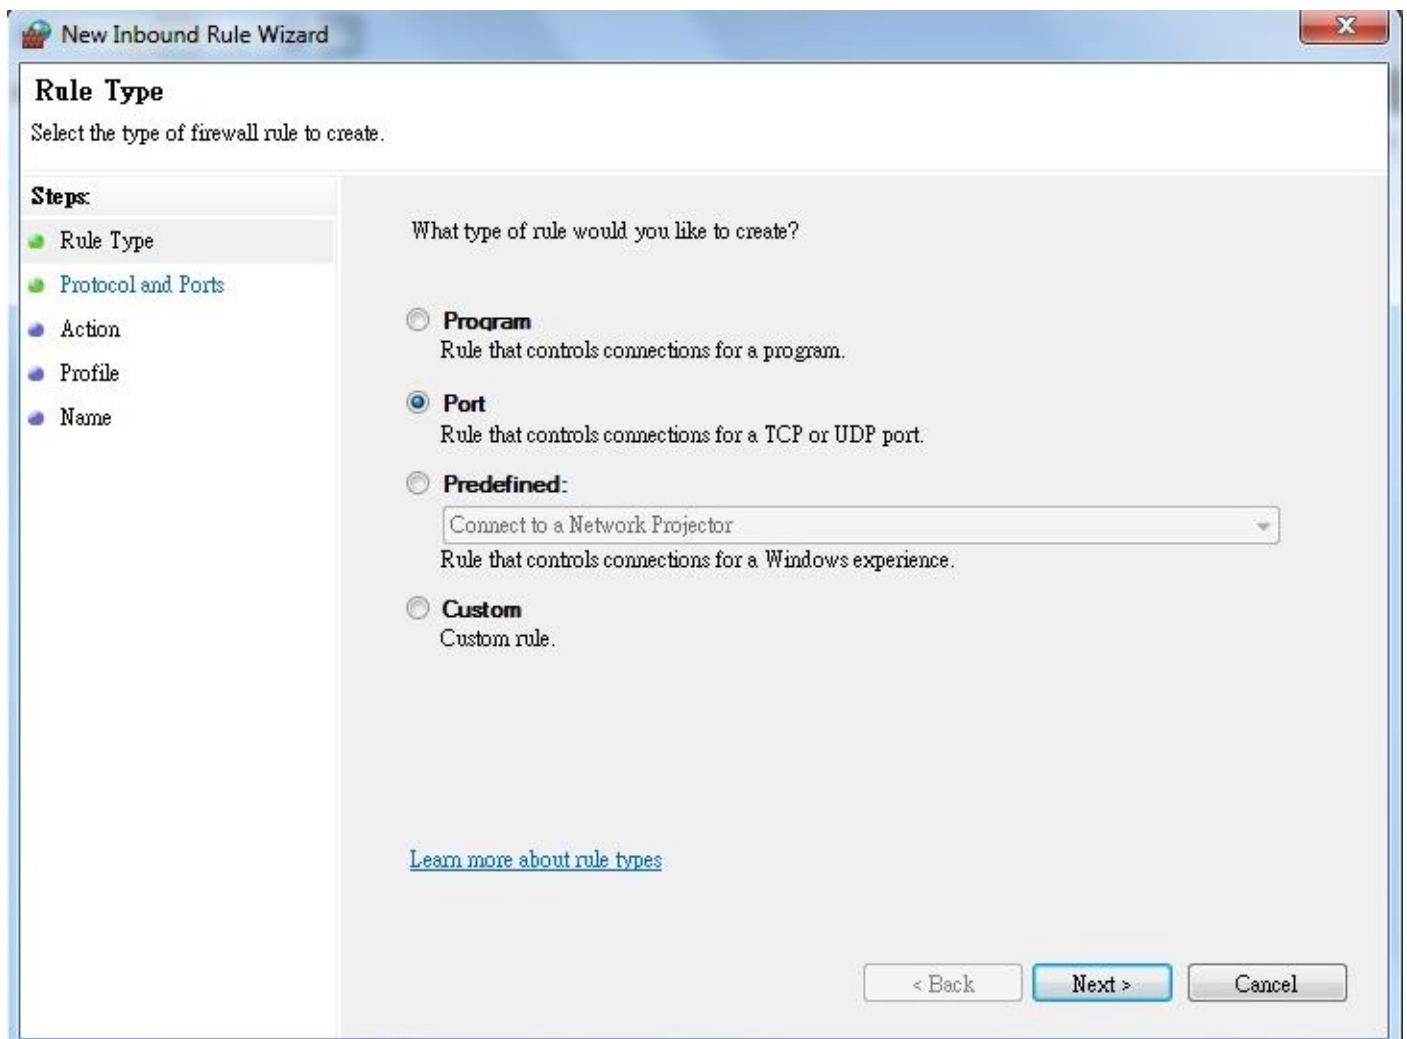 New Inbound Rule Wizard
X
Rule Type
Select the type of firewall rule to create.
Steps:
Rule Type
Protocol and Ports
Action
Profile
Name
What type of rule would you like to create?
Program
Rule that controls connections for a program.
Port
Rule that controls connections for a TCP or UDP port.
Predefined:
Connect to a Network Projector
Rule that controls connections for a Windows experience.
Custom
Custom rule.
Learn more about rule types
< Back
Next >
Cancel